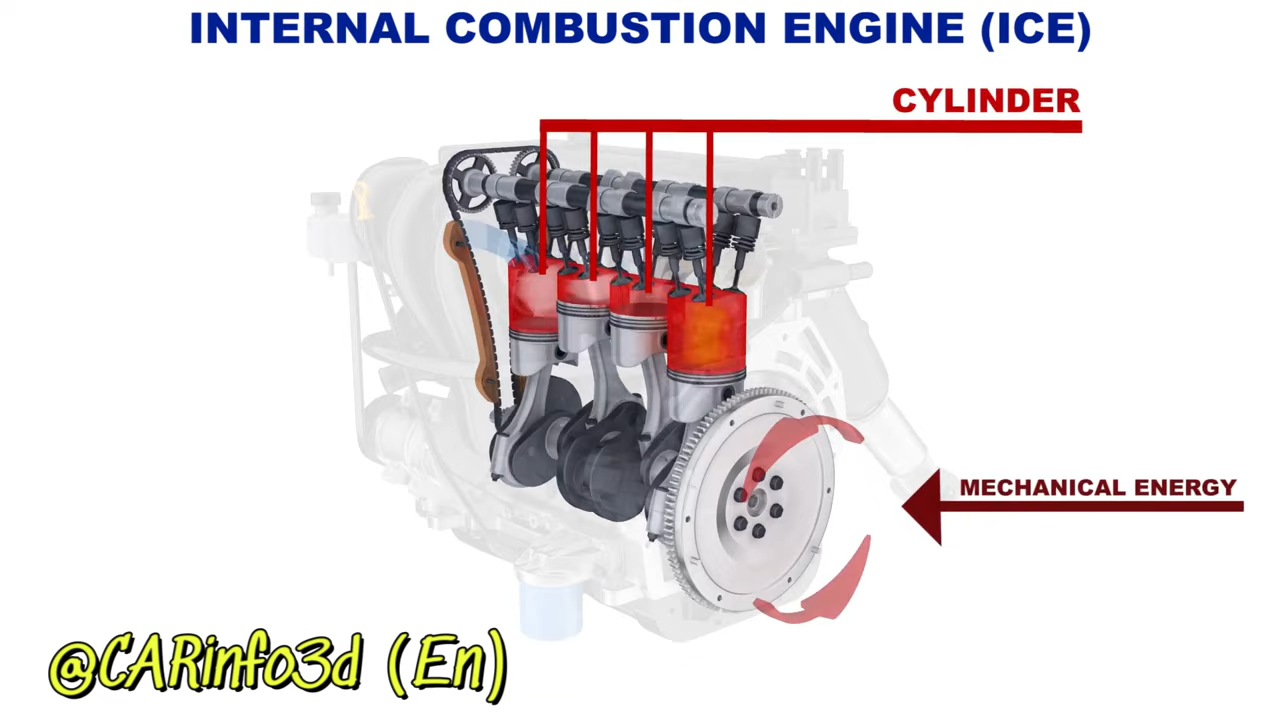 INTERNAL COMBUSTION ENGINE (ICE)
CYLINDER
MECHANICAL ENERGY
@CARinfo3d (En)